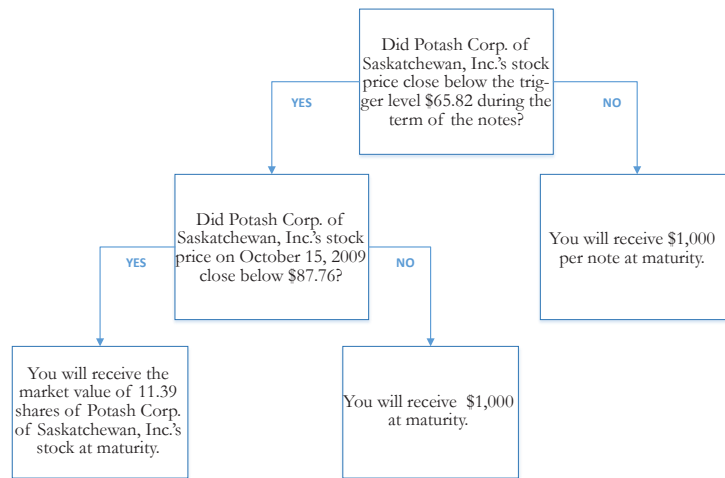 Did Potash Corp. of
Saskatchewan, Inc.'s stock
price close below the trig-
ger level $65.82 during the
term of the notes?
YES
NO
Did Potash Corp. of
Saskatchewan, Inc.'s stock
price on October 15, 2009
close below $87.76?
You will receive $1,000
per note at maturity.
YES
NO
You will receive the
market value of 11.39
shares of Potash Corp.
of Saskatchewan, Inc.'s
stock at maturity.
You will receive $1,000
at maturity.